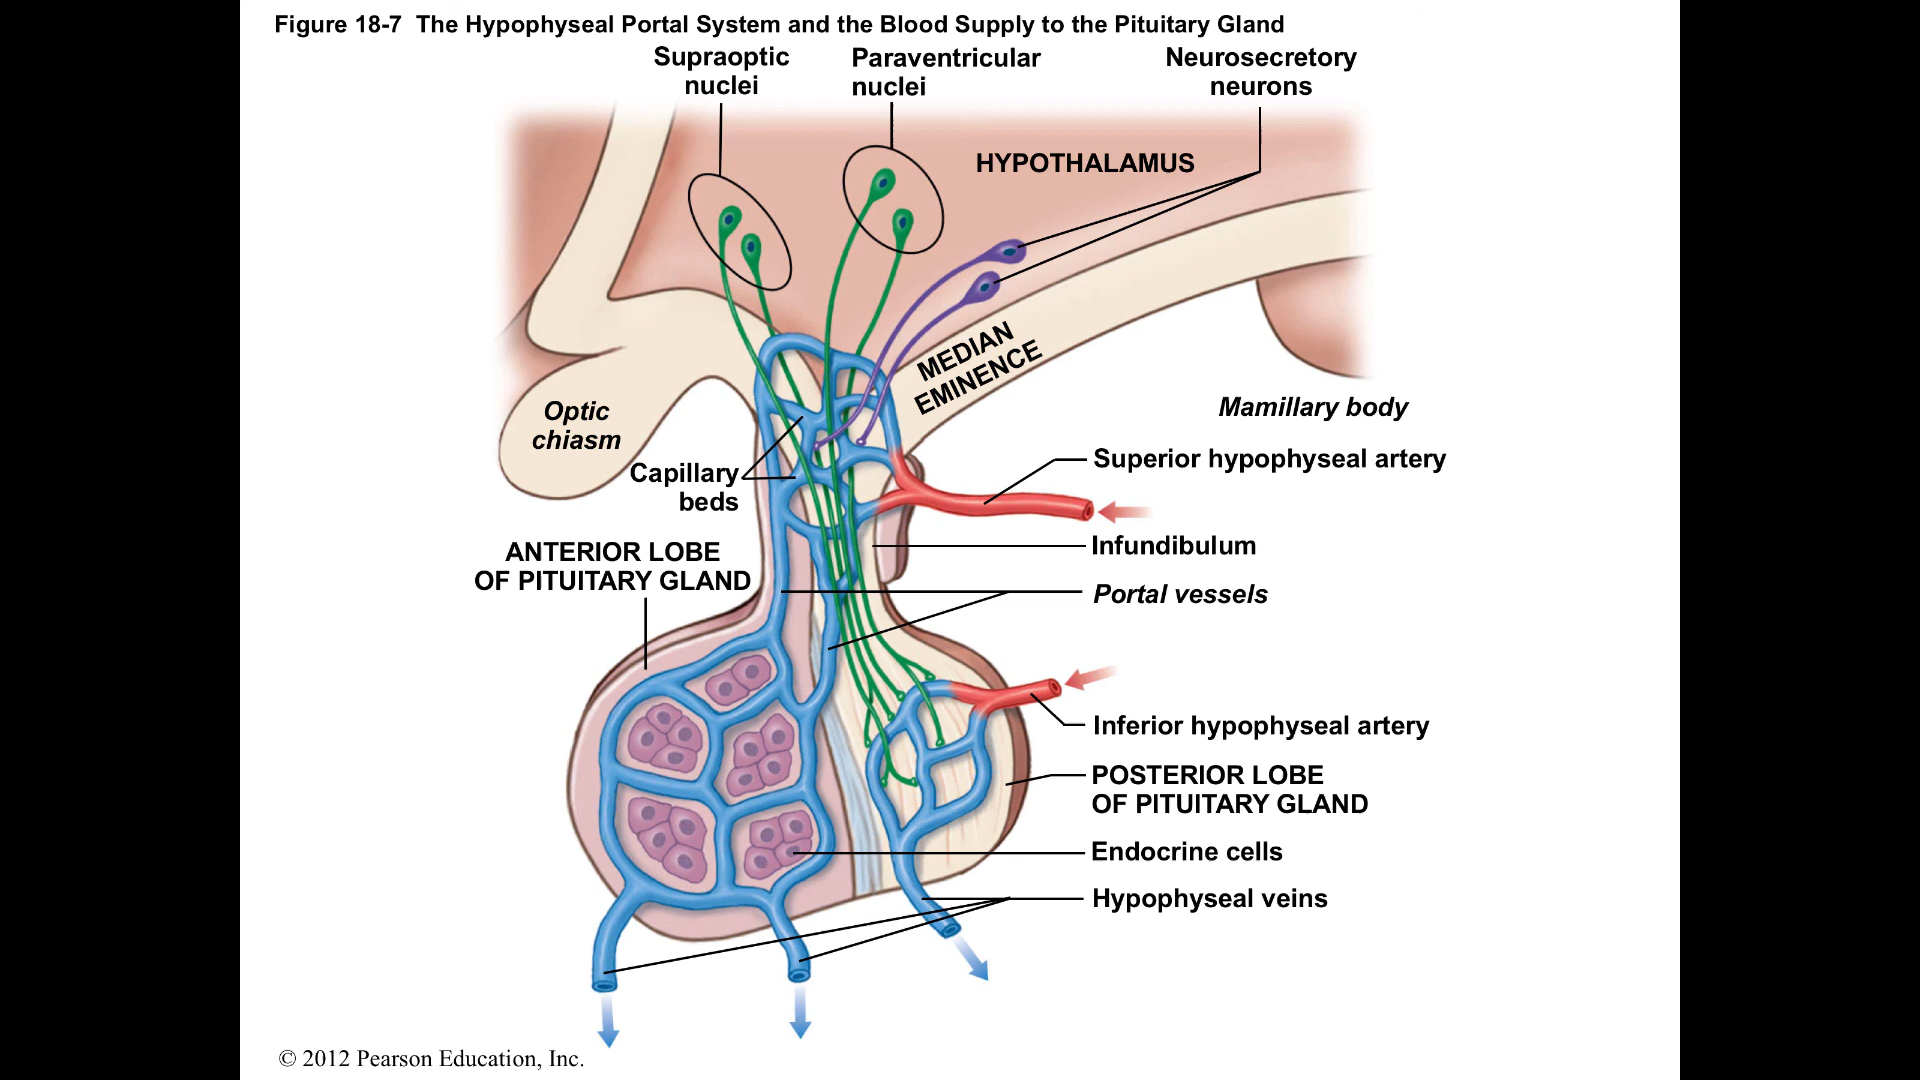 Figure 18-7 The Hypophyseal Portal System and the Blood Supply to the Pituitary Gland
Supraoptic
nuclei
Paraventricular
nuclei
Neurosecretory
neurons
HYPOTHALAMUS
MEDIAN
EMINENCE
Optic
chiasm
Mamillary body
Capillary
beds
Superior hypophyseal artery
ANTERIOR LOBE
OF PITUITARY GLAND
Infundibulum
Portal vessels
Inferior hypophyseal artery
POSTERIOR LOBE
OF PITUITARY GLAND
Endocrine cells
Hypophyseal veins
© 2012 Pearson Education, Inc.